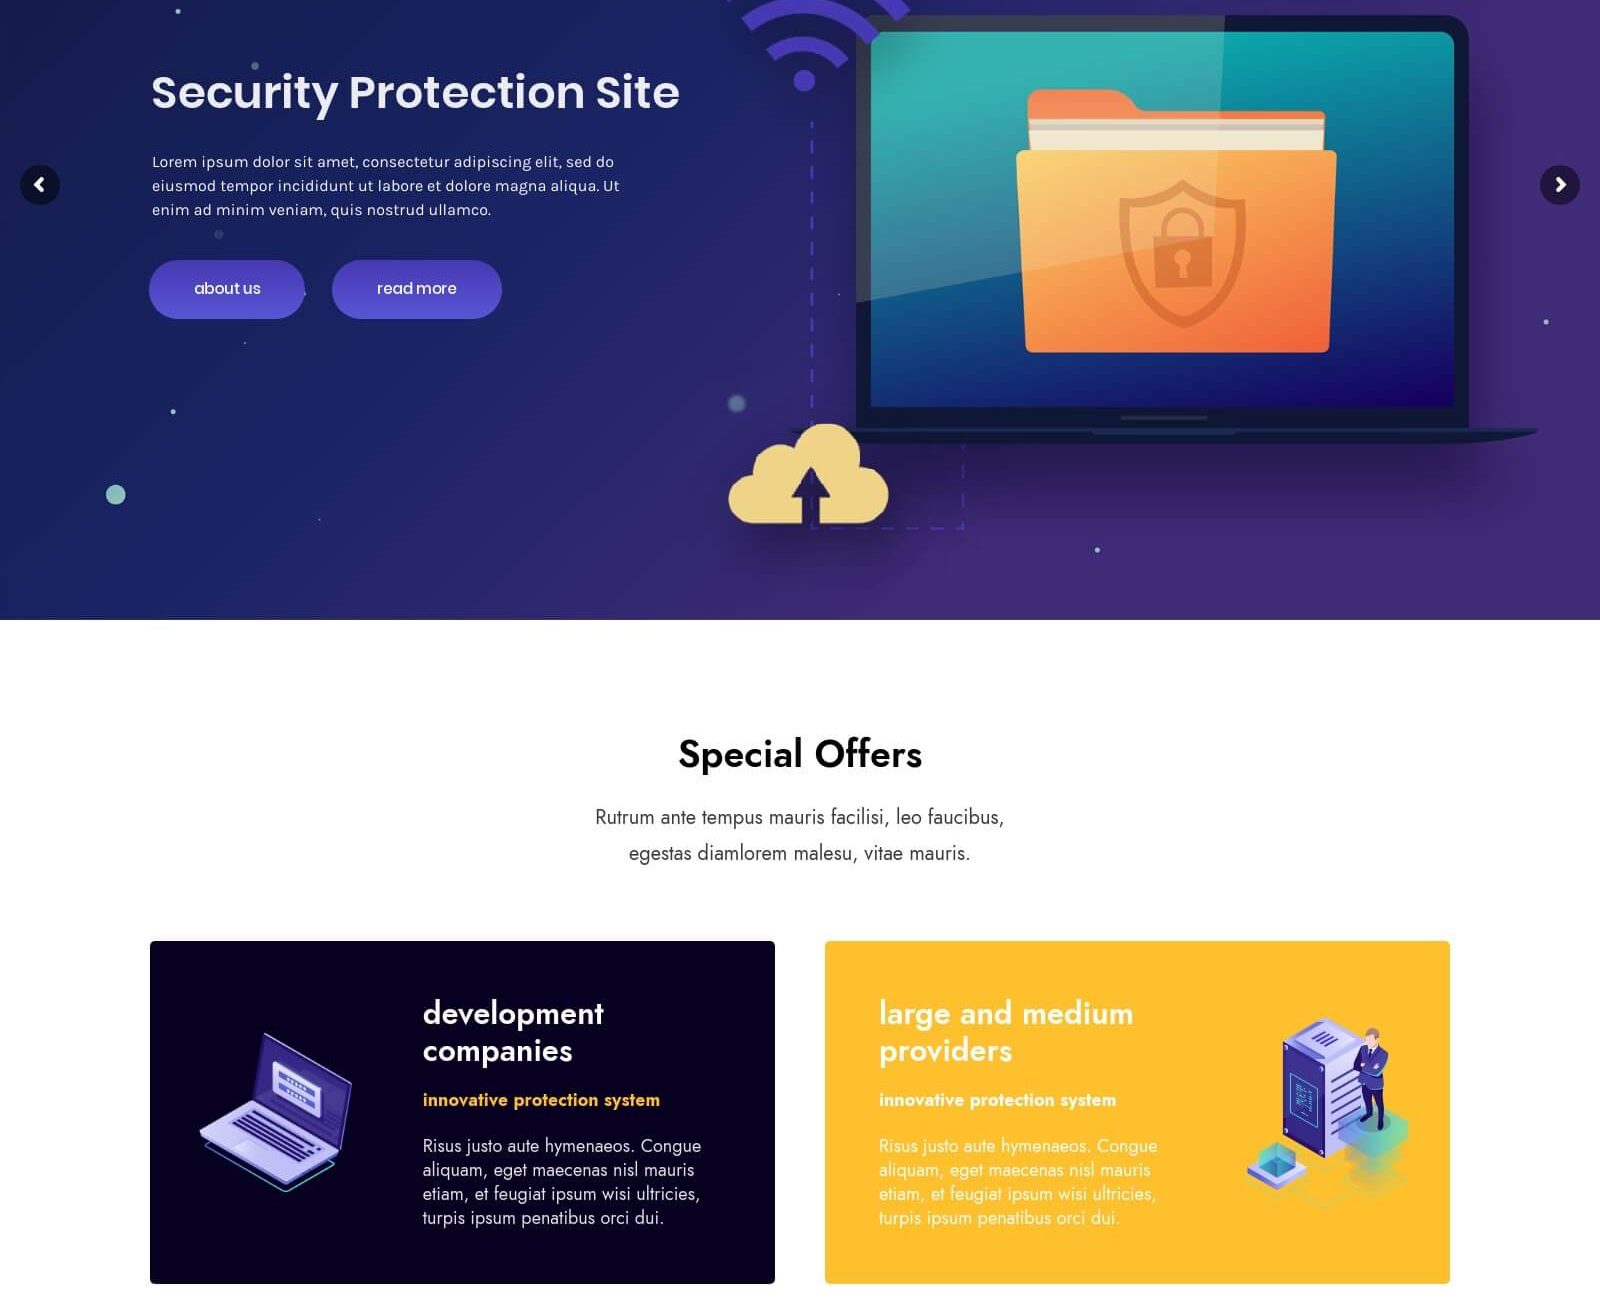 Security Protection Site
Lorem ipsum dolor sit amet, consectetur adipiscing elit, sed do
eiusmod tempor incididunt ut labore et dolore magna aliqua. Ut
enim ad minim veniam, quis nostrud ullamco.
about us
read more
Special Offers
Rutrum ante tempus mauris facilisi, leo faucibus,
egestas diamlorem malesu, vitae mauris.
development
companies
innovative protection system
Risus justo aute hymenaeos. Congue
aliquam, eget maecenas nisl mauris
etiam, et feugiat ipsum wisi ultricies,
turpis ipsum penatibus orci dui.
large and medium
providers
innovative protection system
Risus justo aute hymenaeos. Congue
aliquam, eget maecenas nisl mauris
etiam, et feugiat ipsum wisi ultricies,
turpis ipsum penatibus orci dui.